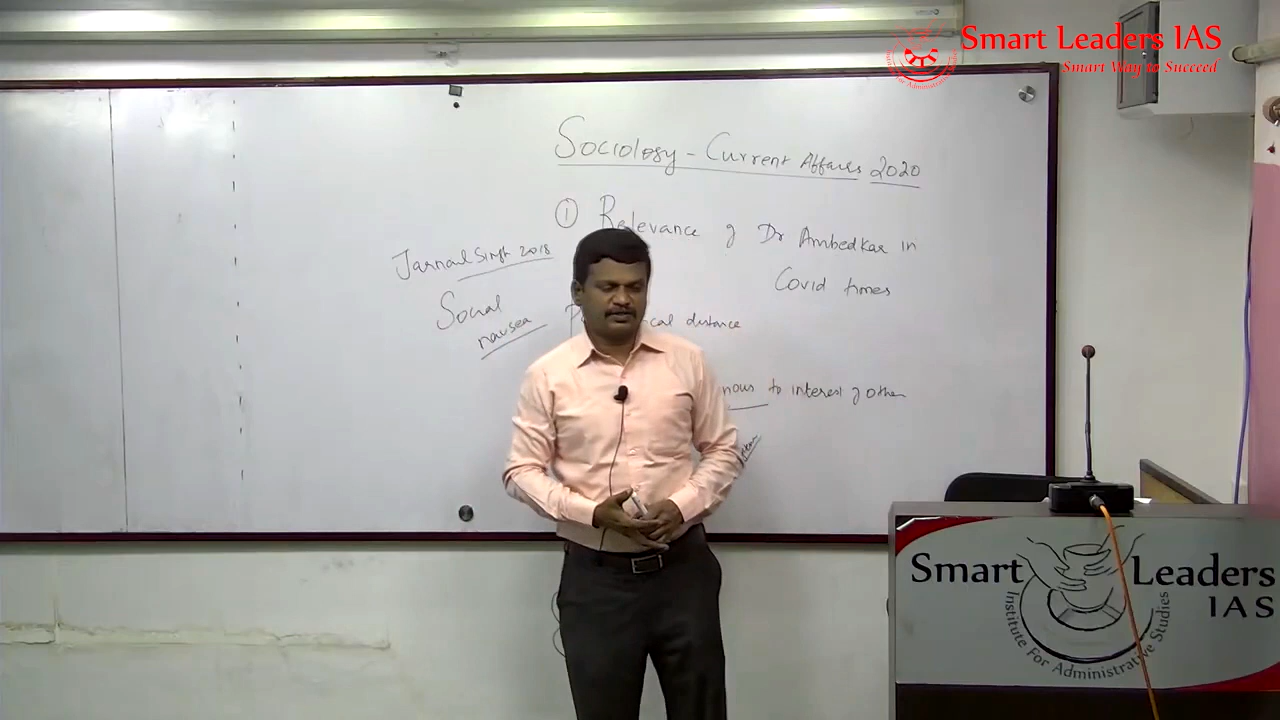 Smart Leaders IAS
Smart Way to Succeed
Sociology - Current Affairs 2020
① Relevance of Dr Ambedkar in
Covid times
Jarnail Singh 2018
Social
nausea
cal distance
nous to interest of other
Smart Leaders
IAS
Institute For Administrative Studies